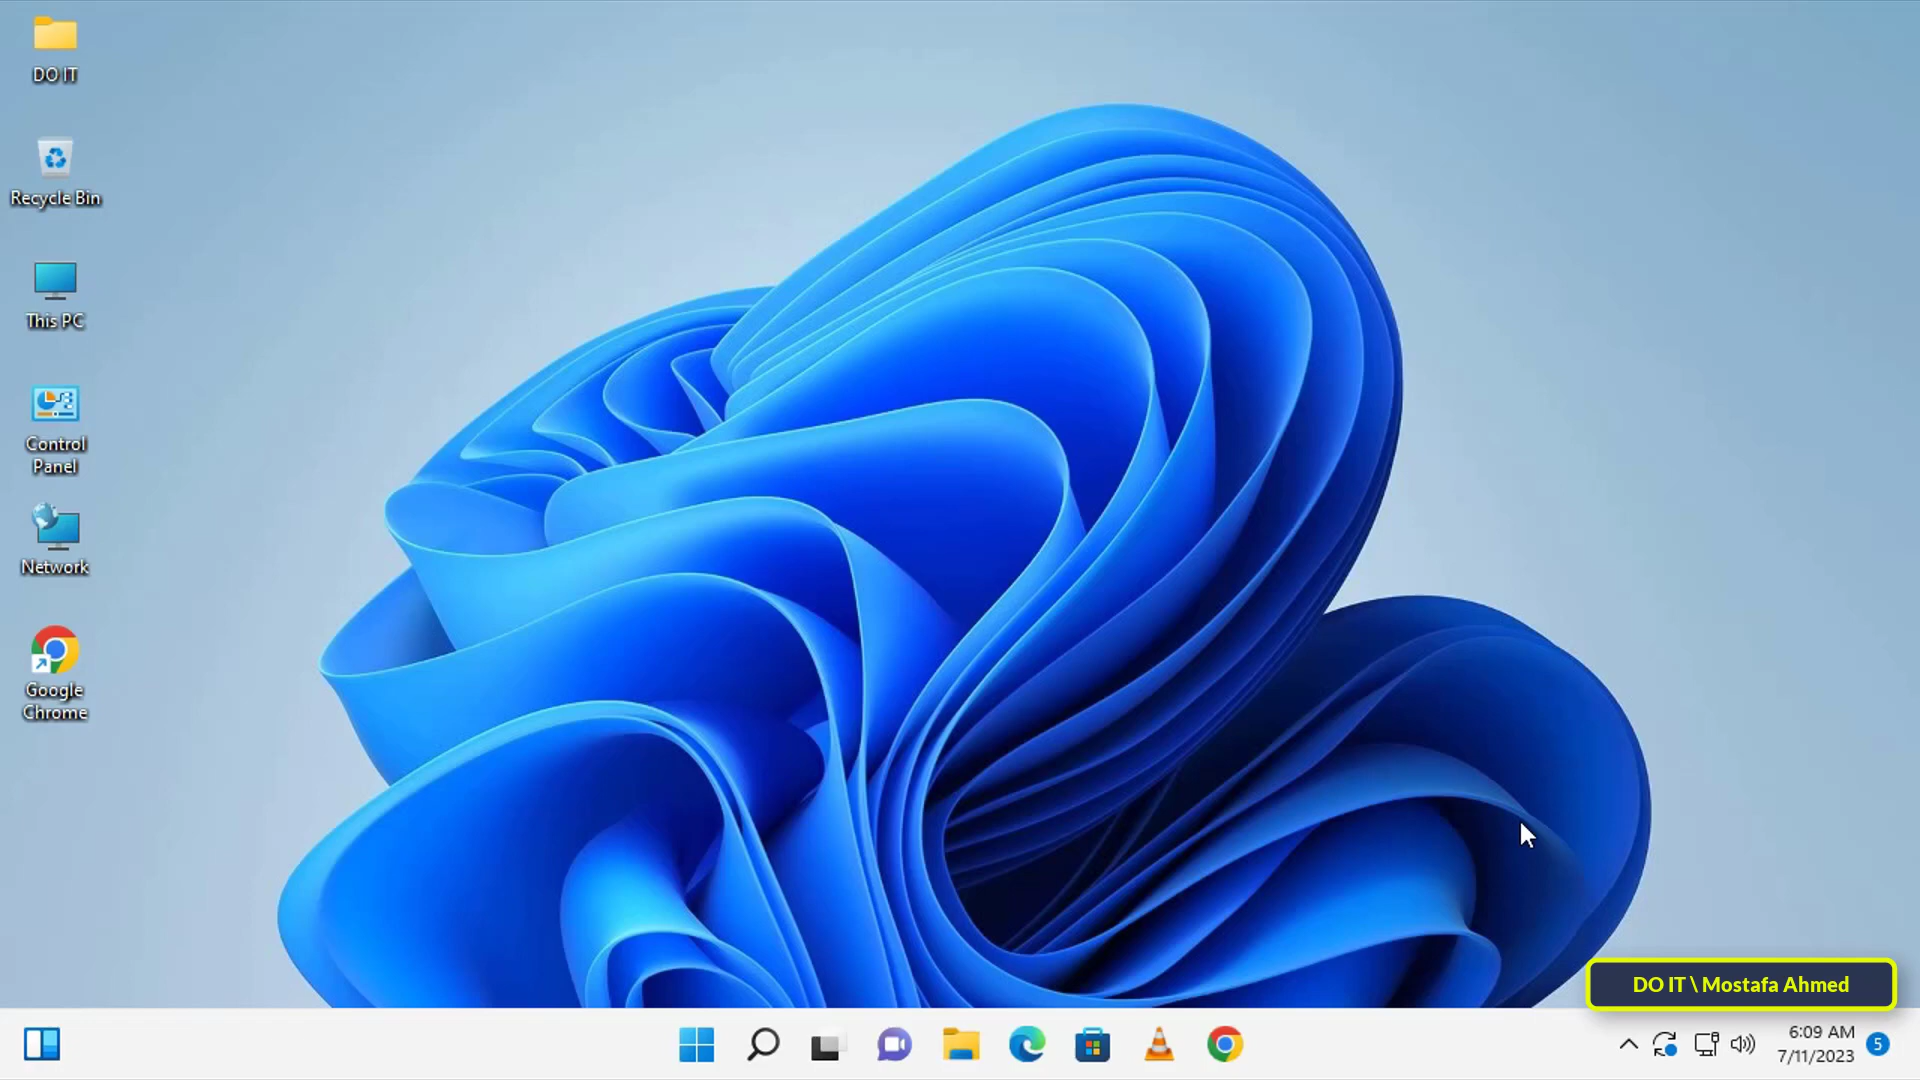 DO IT
Recycle Bin
This PC
Control
Panel
Network
Google
Chrome
DO IT \ Mostafa Ahmed
6:09 AM
7/11/2023
5